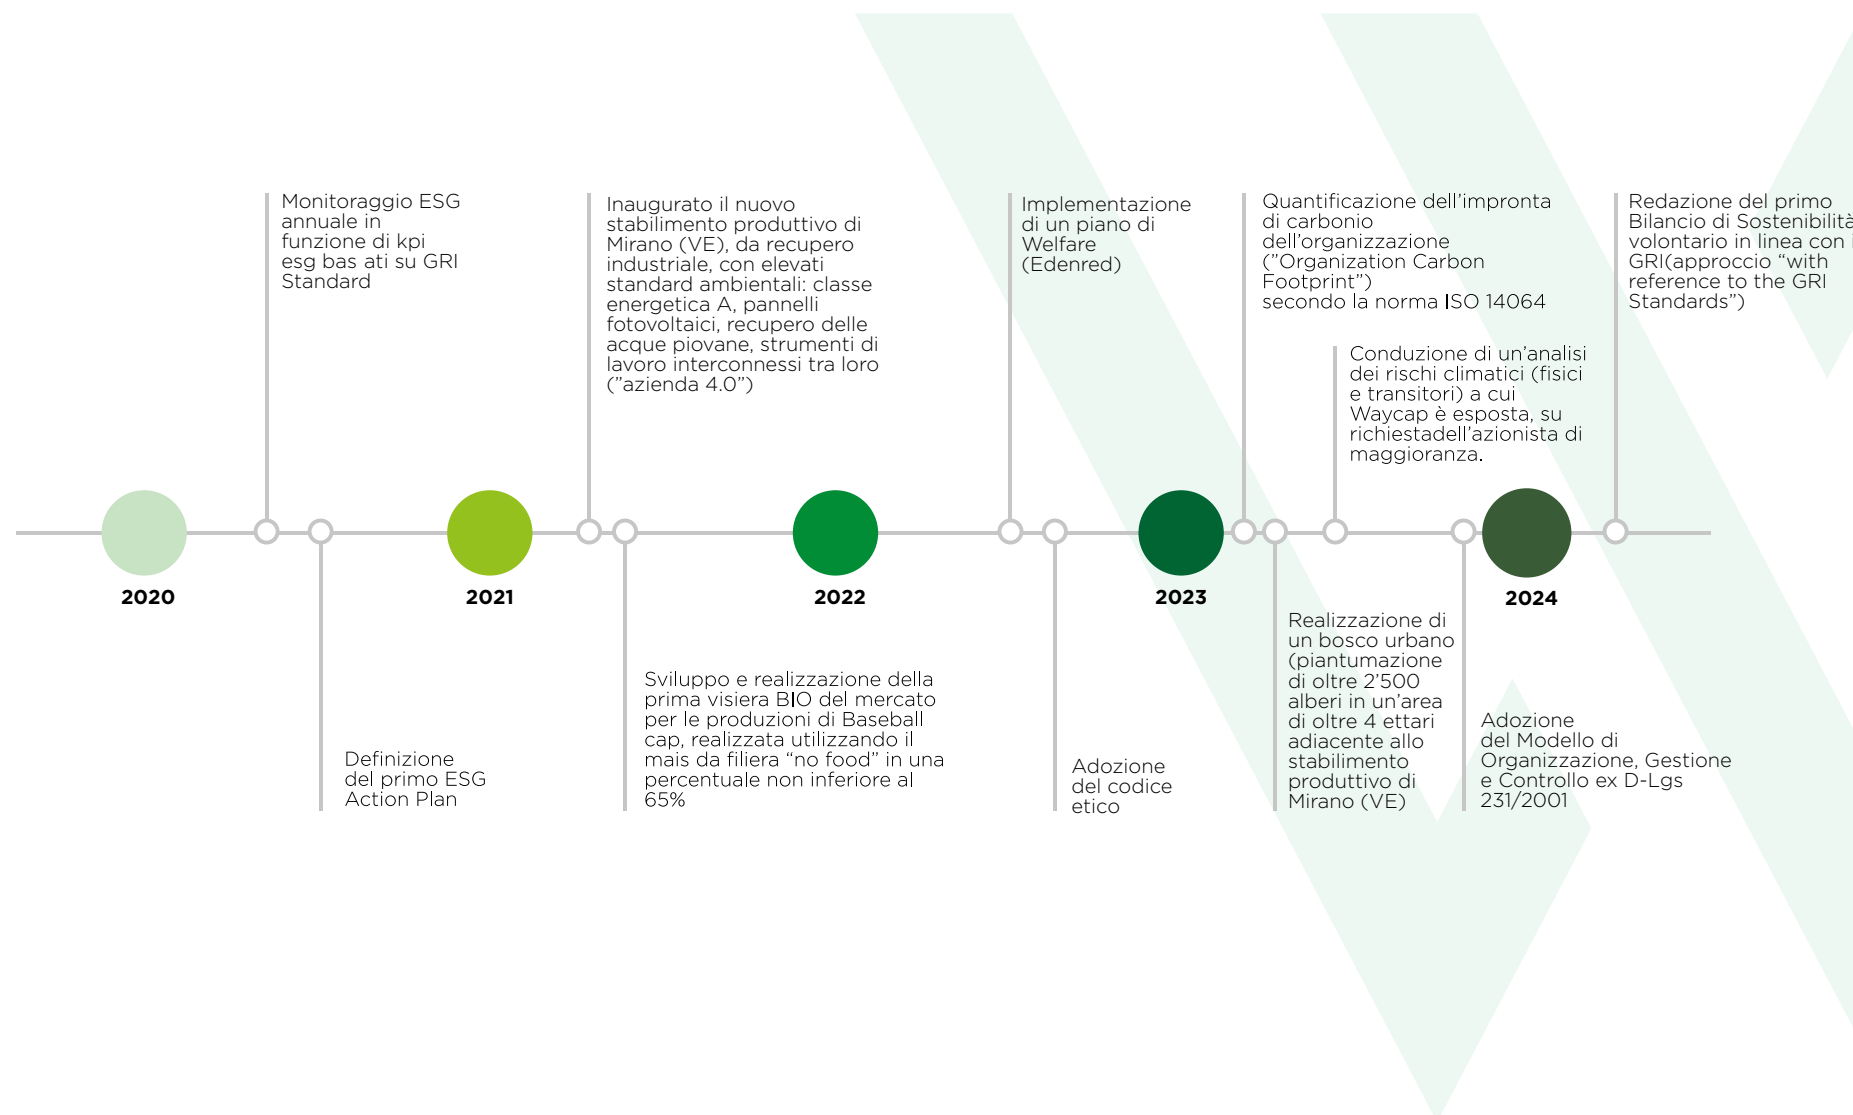 Monitoraggio ESG
annuale in
funzione di kpi
esg bas ati su GRI
Standard
Inaugurato il nuovo
stabilimento produttivo di
Mirano (VE), da recupero
industriale, con elevati
standard ambientali: classe
energetica A, pannelli
fotovoltaici, recupero delle
acque piovane, strumenti di
lavoro interconnessi tra loro
(”azienda 4.0”)
Implementazione
di un piano di
Welfare
(Edenred)
Quantificazione dell’impronta
di carbonio
dell’organizzazione
(”Organization Carbon
Footprint”)
secondo la norma ISO 14064
Conduzione di un’analisi
dei rischi climatici (fisici
e transitori) a cui
Waycap è esposta, su
richiestadell’azionista di
maggioranza.
Redazione del primo
Bilancio di Sostenibilità
volontario in linea con i
GRI(approccio “with
reference to the GRI
Standards”)
2020
2021
2022
2023
2024
Definizione
del primo ESG
Action Plan
Sviluppo e realizzazione della
prima visiera BIO del mercato
per le produzioni di Baseball
cap, realizzata utilizzando il
mais da filiera “no food” in una
percentuale non inferiore al
65%
Adozione
del codice
etico
Realizzazione di
un bosco urbano
(piantumazione
di oltre 2’500
alberi in un’area
di oltre 4 ettari
adiacente allo
stabilimento
produttivo di
Mirano (VE)
Adozione
del Modello di
Organizzazione, Gestione
e Controllo ex D-Lgs
231/2001